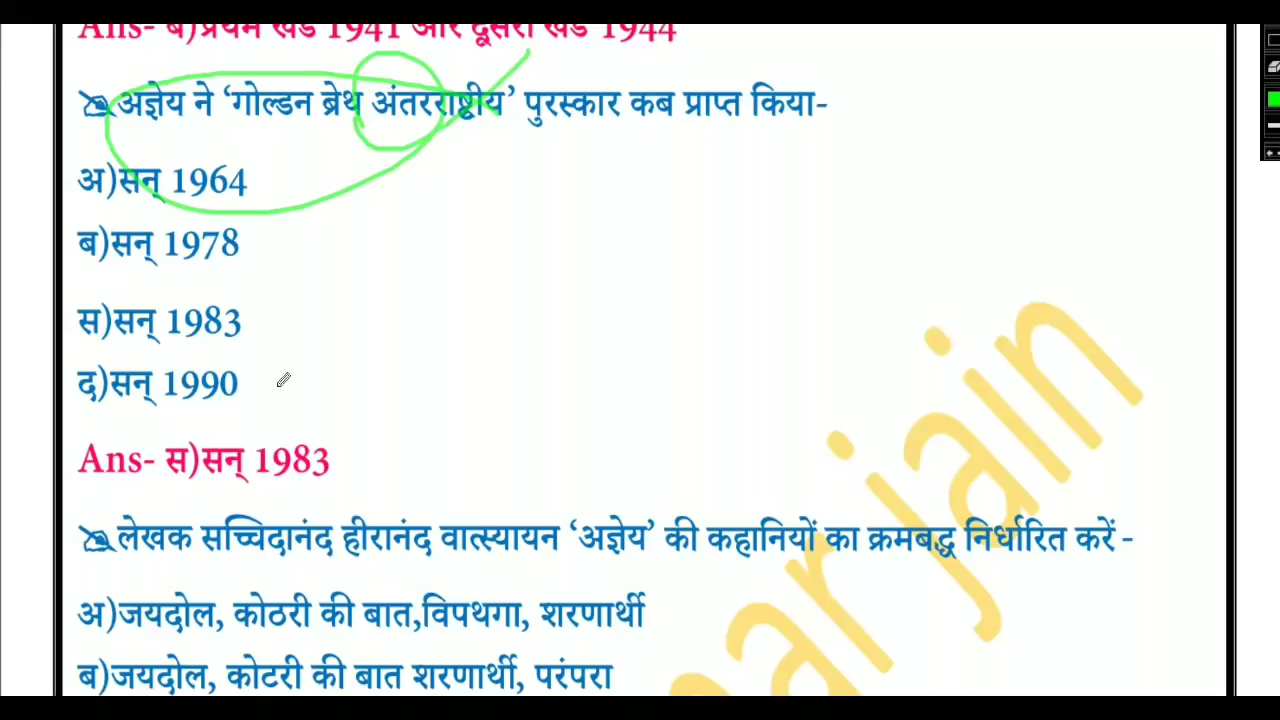 Ans- ब)प्रथम खंड 1941 और दूसरा खंड 1944
अज्ञेय ने ‘गोल्डन ब्रेथ अंतरराष्ट्रीय’ पुरस्कार कब प्राप्त किया-
अ)सन् 1964
ब)सन् 1978
स)सन् 1983
द)सन् 1990
Ans- स)सन् 1983
लेखक सच्चिदानंद हीरानंद वात्स्यायन ‘अज्ञेय’ की कहानियों का क्रमबद्ध निर्धारित करें -
अ)जयदोल, कोठरी की बात,विपथगा, शरणार्थी
ब)जयदोल, कोटरी की बात शरणार्थी, परंपरा
jain